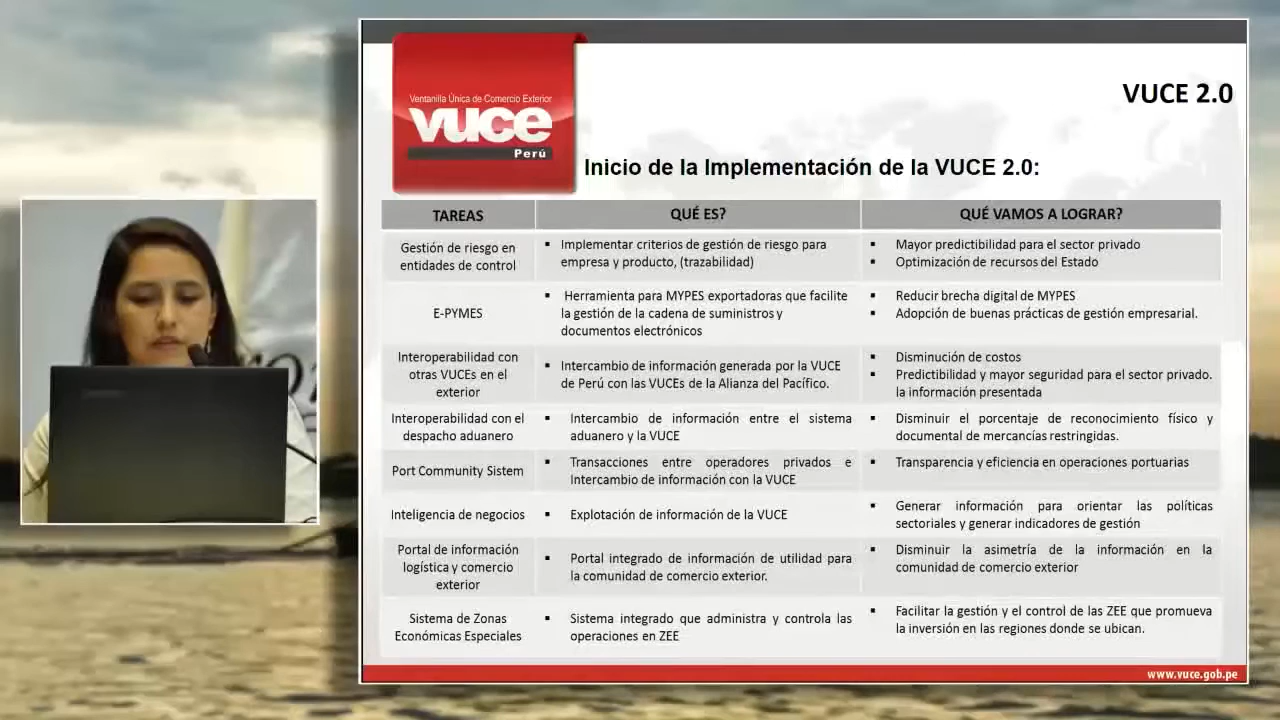 Ventanilla Única de Comercio Exterior
vuce
Perú
VUCE 2.0
Inicio de la Implementación de la VUCE 2.0:
TAREAS
QUÉ ES?
QUÉ VAMOS A LOGRAR?
Gestión de riesgo en
entidades de control
▪ Implementar criterios de gestión de riesgo para
empresa y producto, (trazabilidad)
▪ Mayor predictibilidad para el sector privado
▪ Optimización de recursos del Estado
E-PYMES
▪ Herramienta para MYPES exportadoras que facilite
la gestión de la cadena de suministros y
documentos electrónicos
▪ Reducir brecha digital de MYPES
▪ Adopción de buenas prácticas de gestión empresarial.
Interoperabilidad con
otras VUCEs en el
exterior
▪ Intercambio de información generada por la VUCE
de Perú con las VUCEs de la Alianza del Pacífico.
▪ Disminución de costos
▪ Predictibilidad y mayor seguridad para el sector privado.
la información presentada
Interoperabilidad con el
despacho aduanero
▪ Intercambio de información entre el sistema
aduanero y la VUCE
▪ Disminuir el porcentaje de reconocimiento físico y
documental de mercancías restringidas.
Port Community Sistem
▪ Transacciones entre operadores privados e
Intercambio de información con la VUCE
▪ Transparencia y eficiencia en operaciones portuarias
Inteligencia de negocios
▪ Explotación de información de la VUCE
Generar información para orientar las políticas
sectoriales y generar indicadores de gestión
Portal de información
logística y comercio
exterior
▪ Portal integrado de información de utilidad para
la comunidad de comercio exterior.
▪ Disminuir la asimetría de la información en la
comunidad de comercio exterior
Sistema de Zonas
Económicas Especiales
▪ Sistema integrado que administra y controla las
operaciones en ZEE
▪ Facilitar la gestión y el control de las ZEE que promueva
la inversión en las regiones donde se ubican.
www.vuce.gob.pe